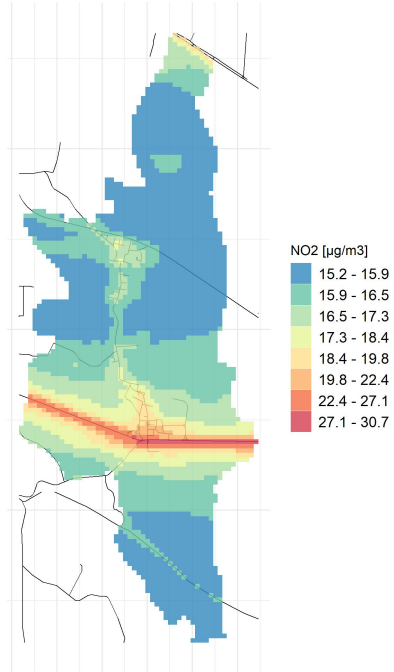 NO2 [µg/m3]
15.2 - 15.9
15.9 - 16.5
16.5 - 17.3
17.3 - 18.4
18.4 - 19.8
19.8 - 22.4
22.4 - 27.1
27.1 - 30.7